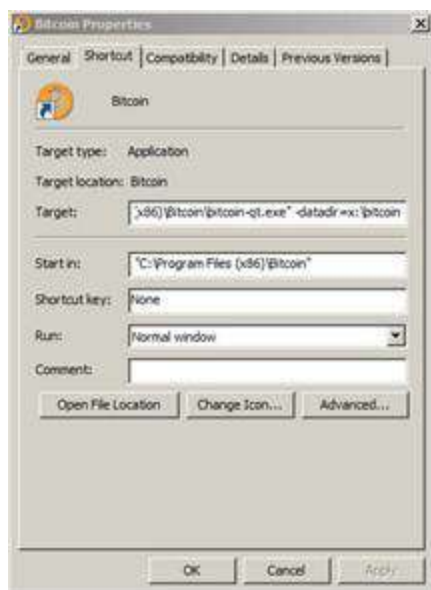 Bitcoin Properties
General Shortcut Compatibility Details Previous Versions
Bitcoin
Target type: Application
Target location: Bitcoin
Target: x86)\Bitcoin\bitcoin-qt.exe" -datadir=x:\bitcoin
Start in: "C:\Program Files (x86)\Bitcoin"
Shortcut key: None
Run: Normal window
Comment:
Open File Location Change Icon... Advanced...
OK Cancel Apply